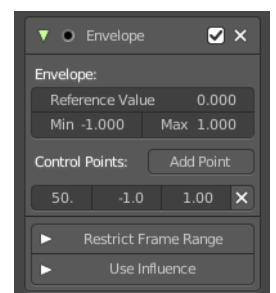 Envelope
Envelope:
Reference Value 0.000
Min -1.000 Max 1.000
Control Points: Add Point
50. -1.0 1.00
Restrict Frame Range
Use Influence